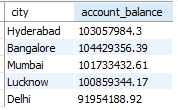 city account_balance
Hyderabad 103057984.3
Bangalore 104429356.39
Mumbai 101733432.61
Lucknow 100859344.17
Delhi 91954188.92